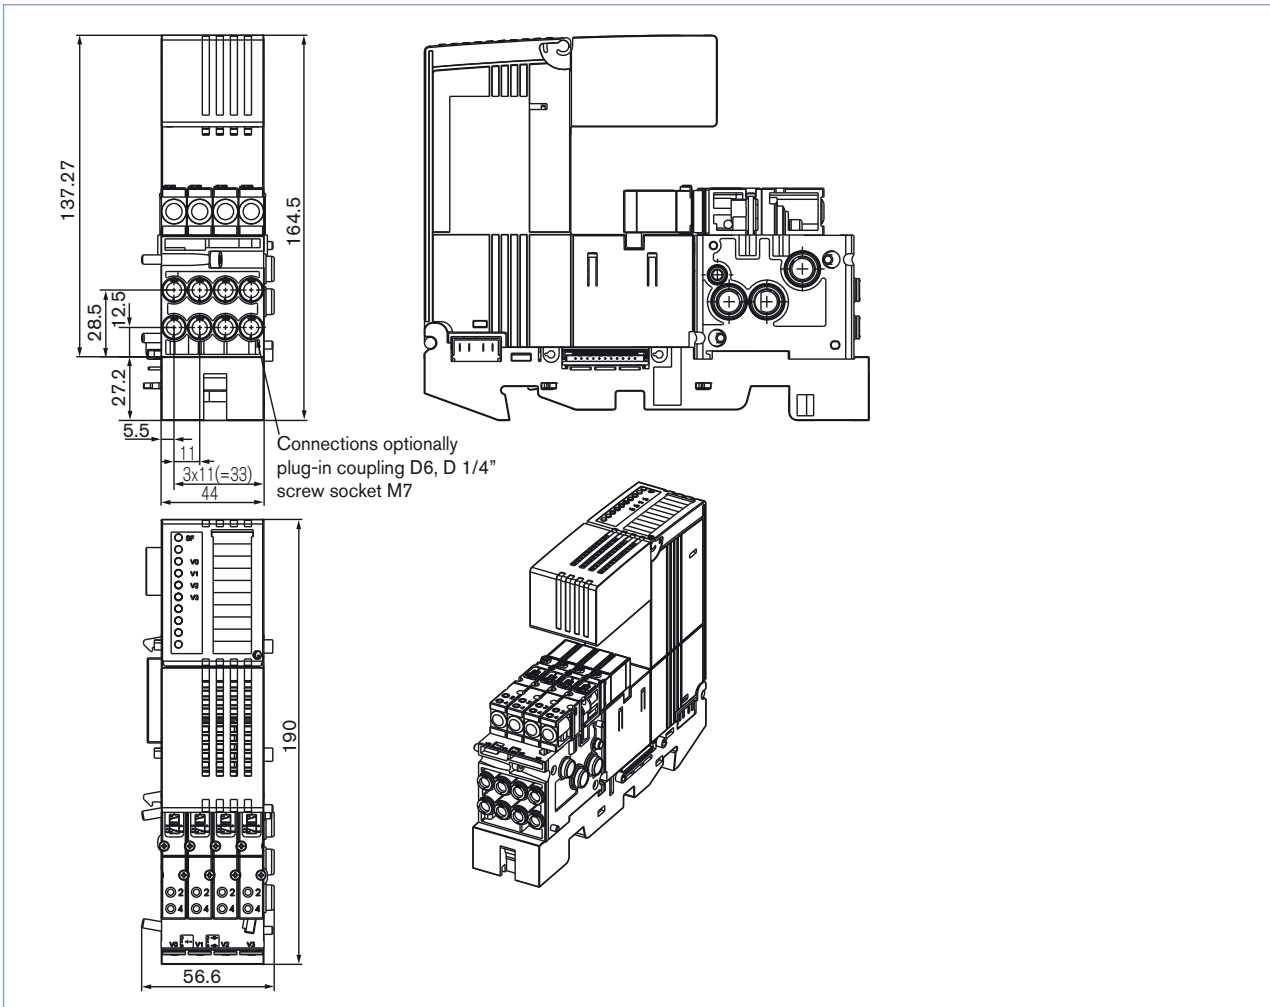 137.27
164.5
28.5
12.5
27.2
5.5
11
3x11(=33)
44
Connections optionally
plug-in coupling D6, D 1/4”
screw socket M7
SF
V0
V1
V2
V3
190
2 2 2 2
4 4 4 4
V0 V1 V2 V3
56.6